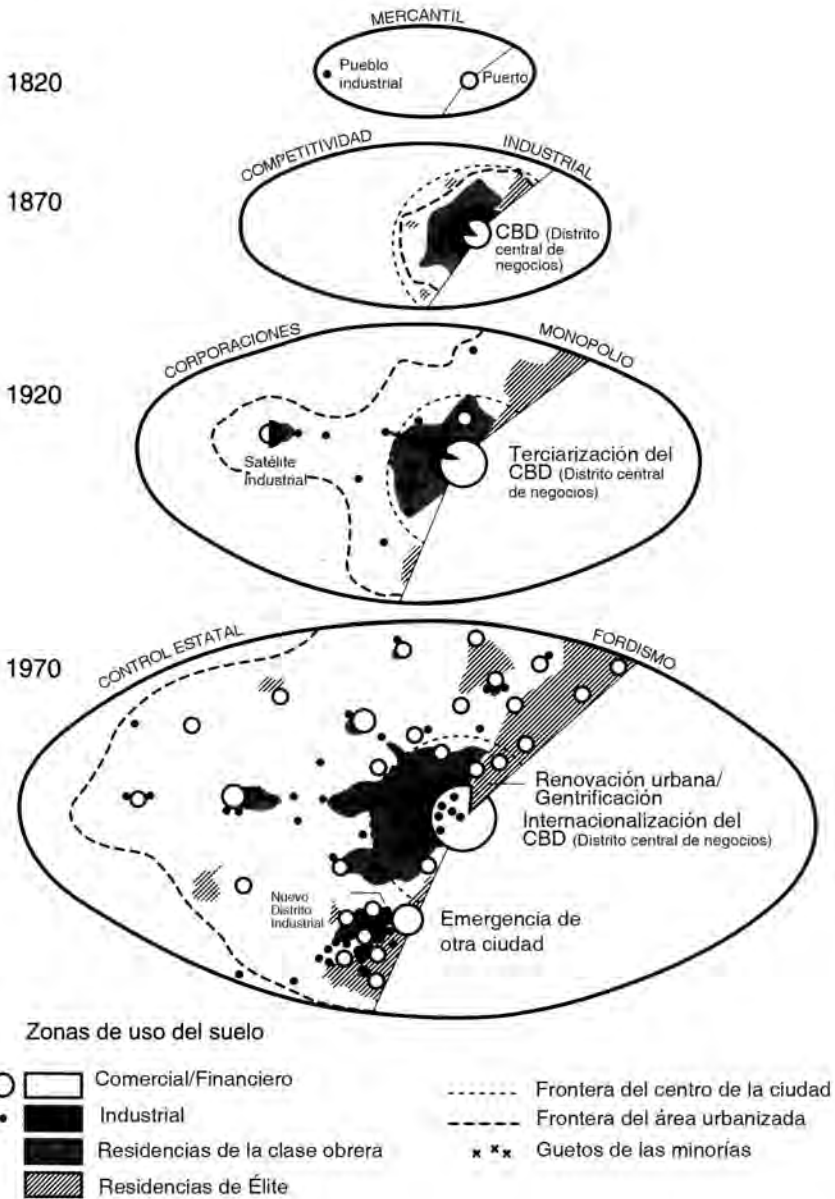 MERCANTIL
1820
Pueblo
industrial
Puerto
COMPETITIVIDAD
INDUSTRIAL
1870
CBD (Distrito
central de
negocios)
CORPORACIONES
MONOPOLIO
1920
Satélite
Industrial
Terciarización del
CBD (Distrito central
de negocios)
CONTROL ESTATAL
FORDISMO
1970
Renovación urbana/
Gentrificación
Internacionalización del
CBD (Distrito central de negocios)
Nuevo
Distrito
Industrial
Emergencia de
otra ciudad
Zonas de uso del suelo
Comercial/Financiero
Industrial
Residencias de la clase obrera
Residencias de Élite
Frontera del centro de la ciudad
Frontera del área urbanizada
Guetos de las minorías